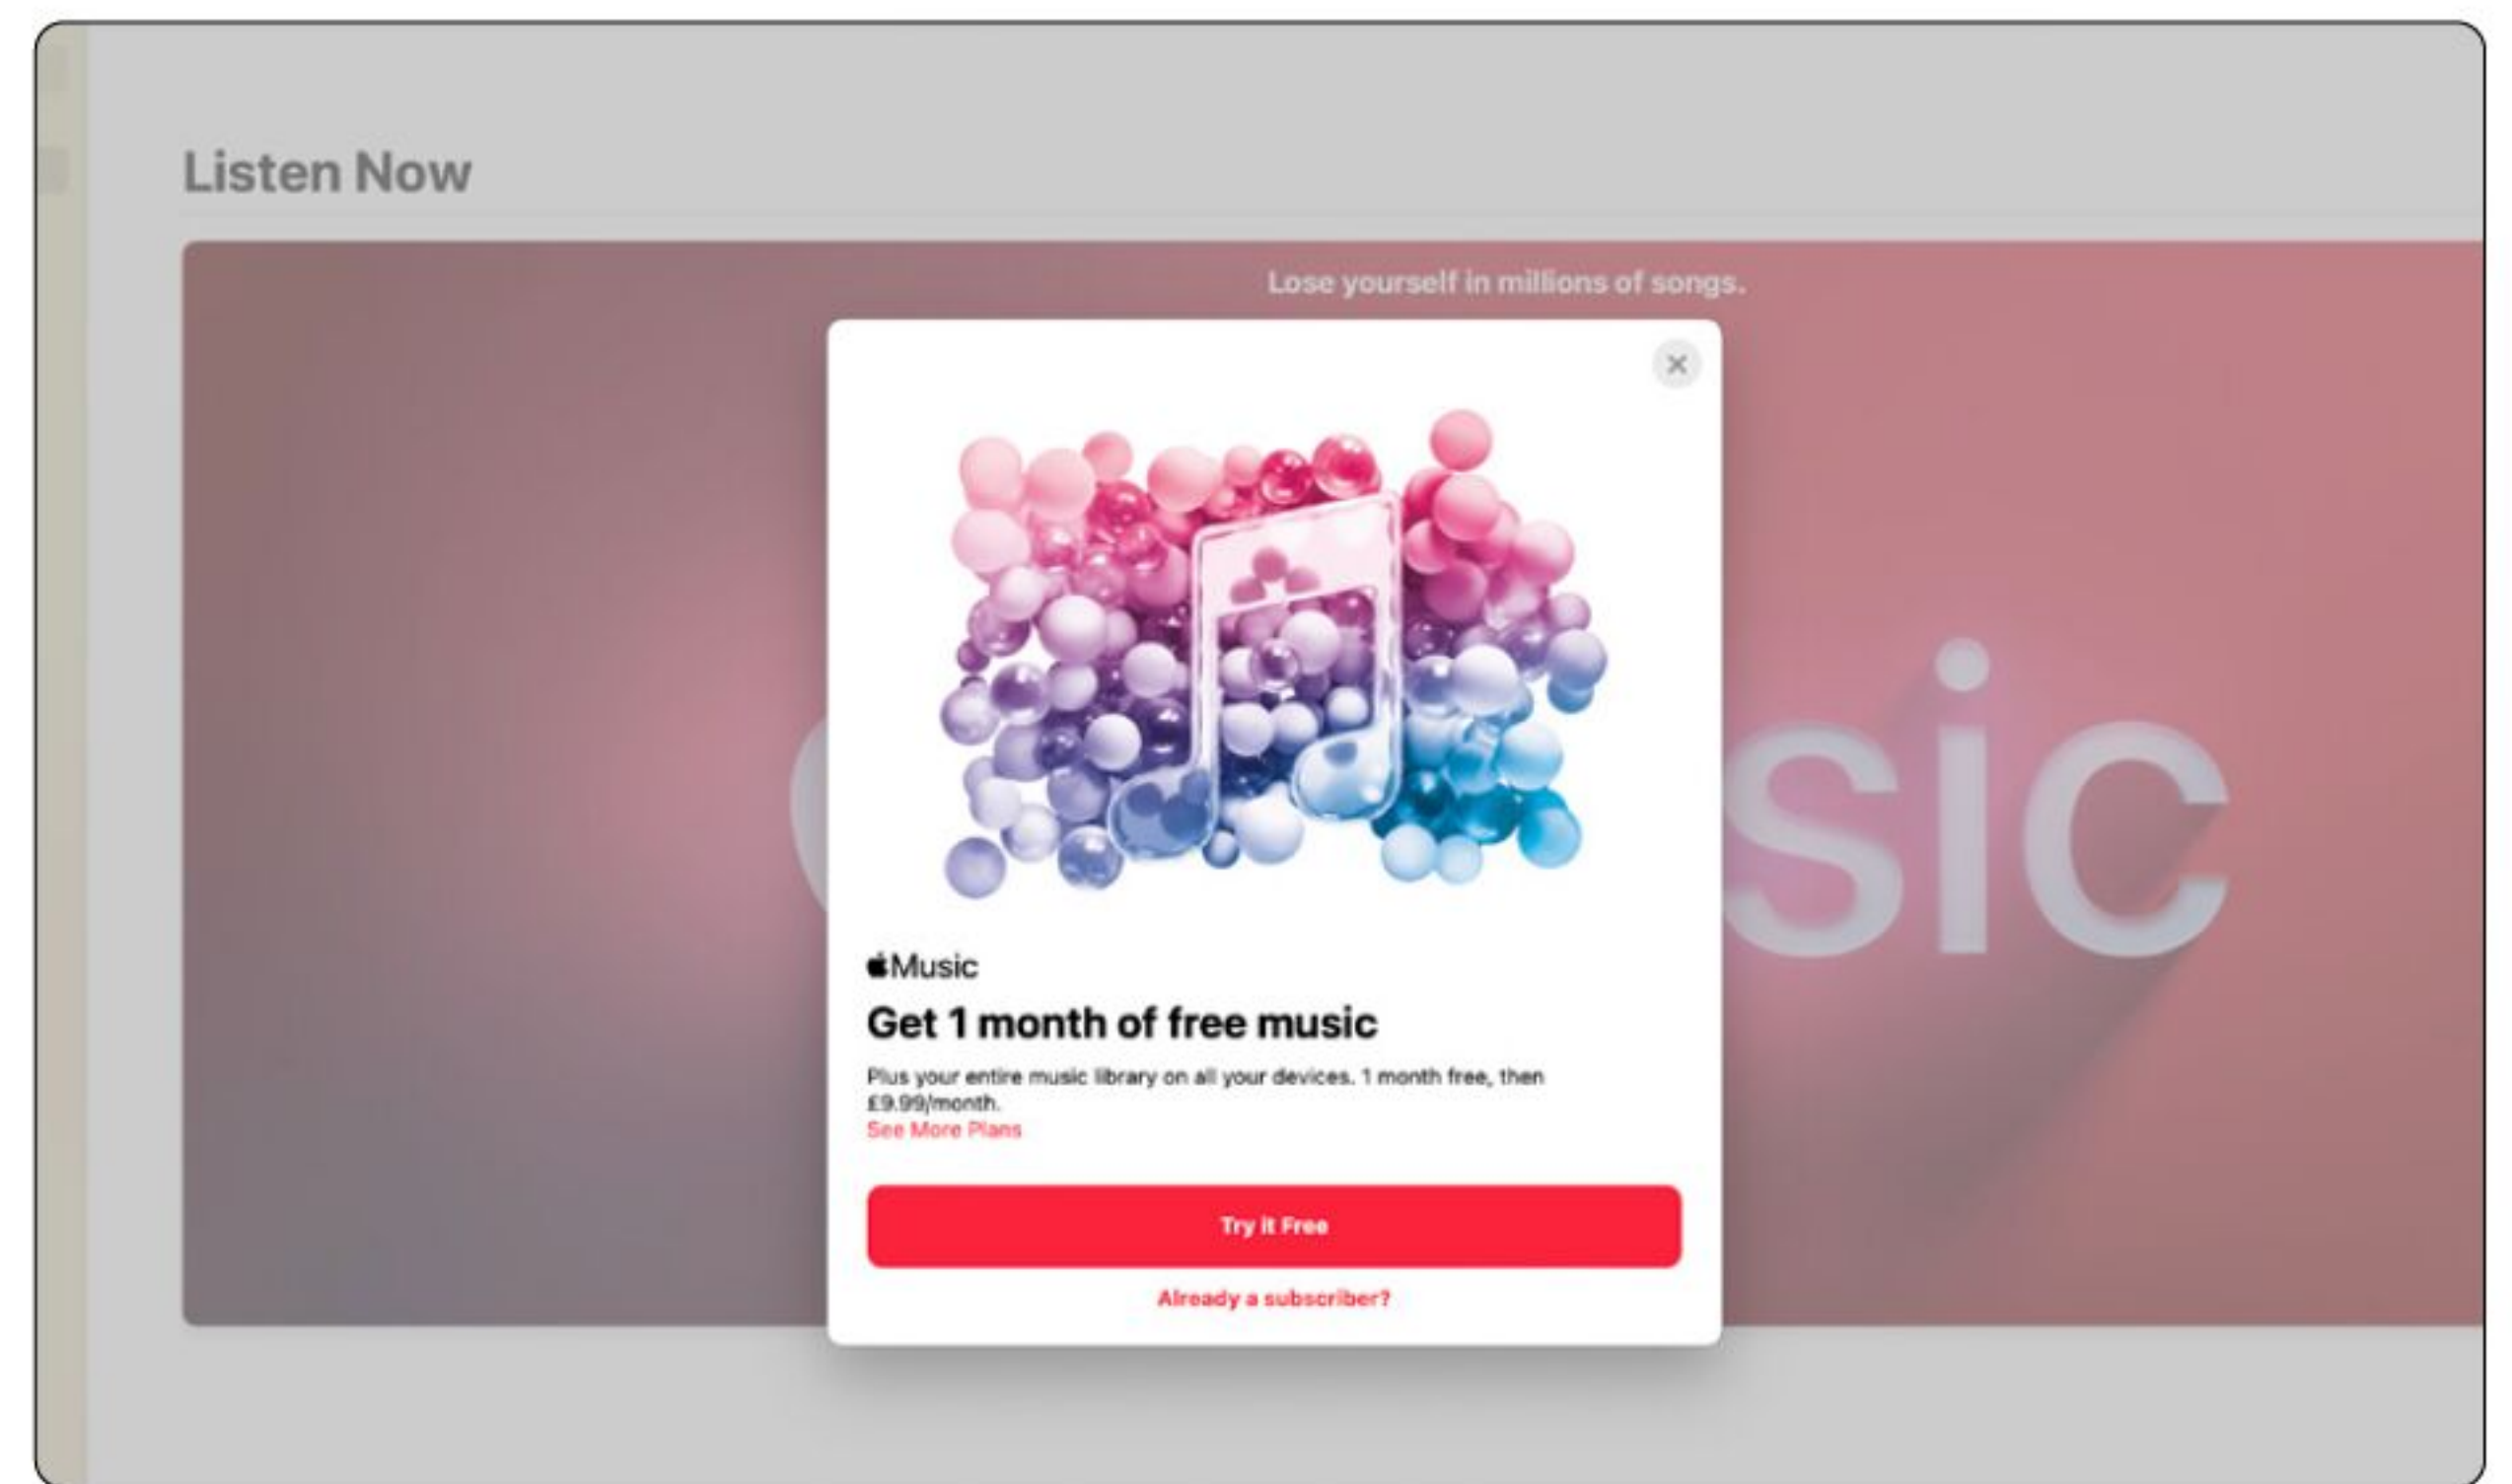 Listen Now
Lose yourself in millions of songs.
sic
Music
Get 1 month of free music
Plus your entire music library on all your devices. 1 month free, then
£9.99/month.
See More Plans
Try it Free
Already a subscriber?